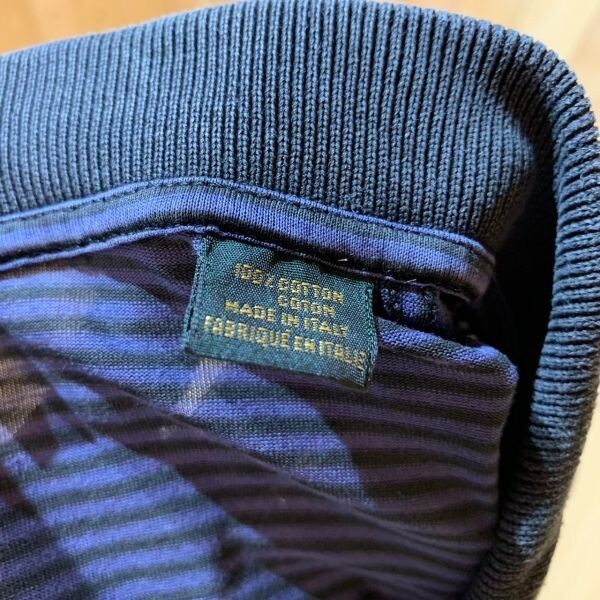 100% COTTON
COTON
MADE IN ITALY
FABRIQUE EN ITALIE